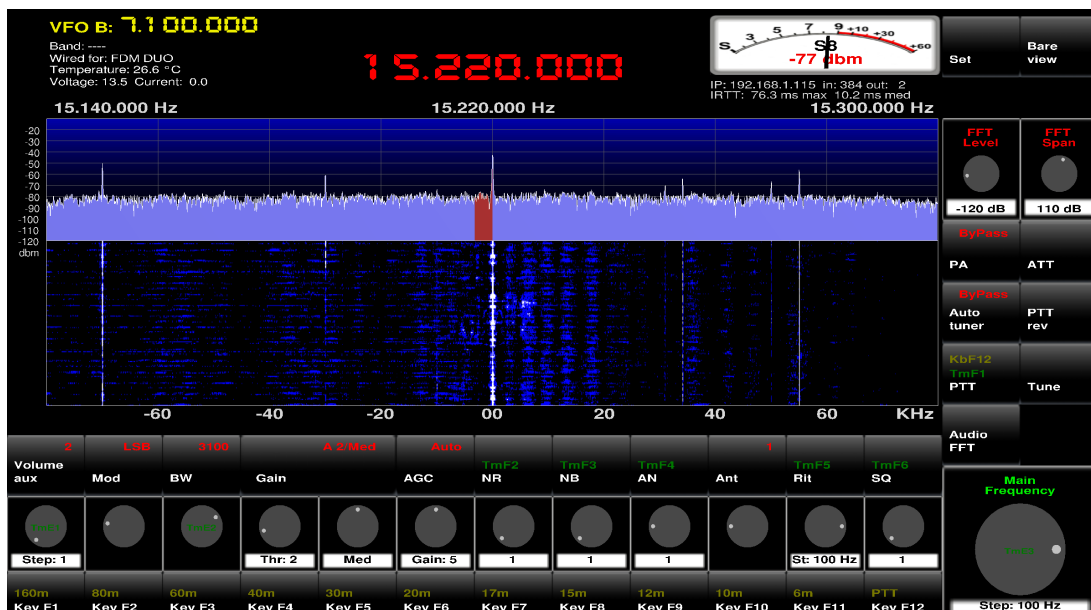 VFO B: 7.100.000
Band: ----
Wired for: FDM DUO
Temperature: 26.6 °C
Voltage: 13.5 Current: 0.0
15.220.000
S 3 5 7 9 +10 +30 +60
S8
-77 dbm
IP: 192.168.1.115 in: 384 out: 2
IRTT: 76.3 ms max 10.2 ms med
Set
Bare
view
15.140.000 Hz 15.220.000 Hz 15.300.000 Hz
-20
-30
-40
-50
-60
-70
-80
-90
-100
-110
-120
dbm
-60 -40 -20 00 20 40 60 KHz
FFT
Level
FFT
Span
-120 dB 110 dB
ByPass
PA ATT
ByPass
Auto
tuner
PTT
rev
KbF12
TmF1
PTT Tune
Audio
FFT
2 LSB 3100 A 2/Med Auto 1
Volume
aux
Mod BW Gain AGC
TmF2
NR
TmF3
NB
TmF4
AN
Ant
TmF5
Rit
TmF6
SQ
Step: 1 Thr: 2 Med Gain: 5 1 1 1 St: 100 Hz 1
160m 80m 60m 40m 30m 20m 17m 15m 12m 10m 6m PTT
Key F1 Key F2 Key F3 Key F4 Key F5 Key F6 Key F7 Key F8 Key F9 Key F10 Key F11 Key F12
Main
Frequency
Step: 100 Hz